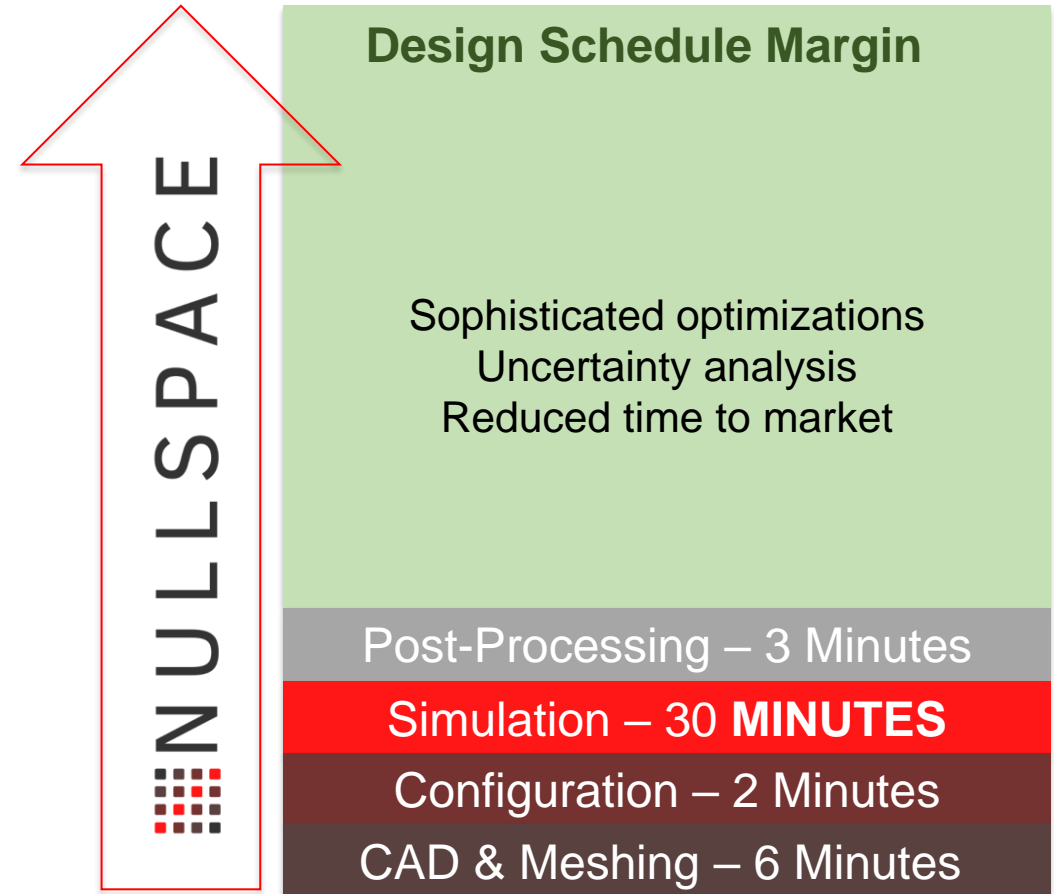 NULLSPACE
Design Schedule Margin
Sophisticated optimizations
Uncertainty analysis
Reduced time to market
Post-Processing – 3 Minutes
Simulation – 30 MINUTES
Configuration – 2 Minutes
CAD & Meshing – 6 Minutes